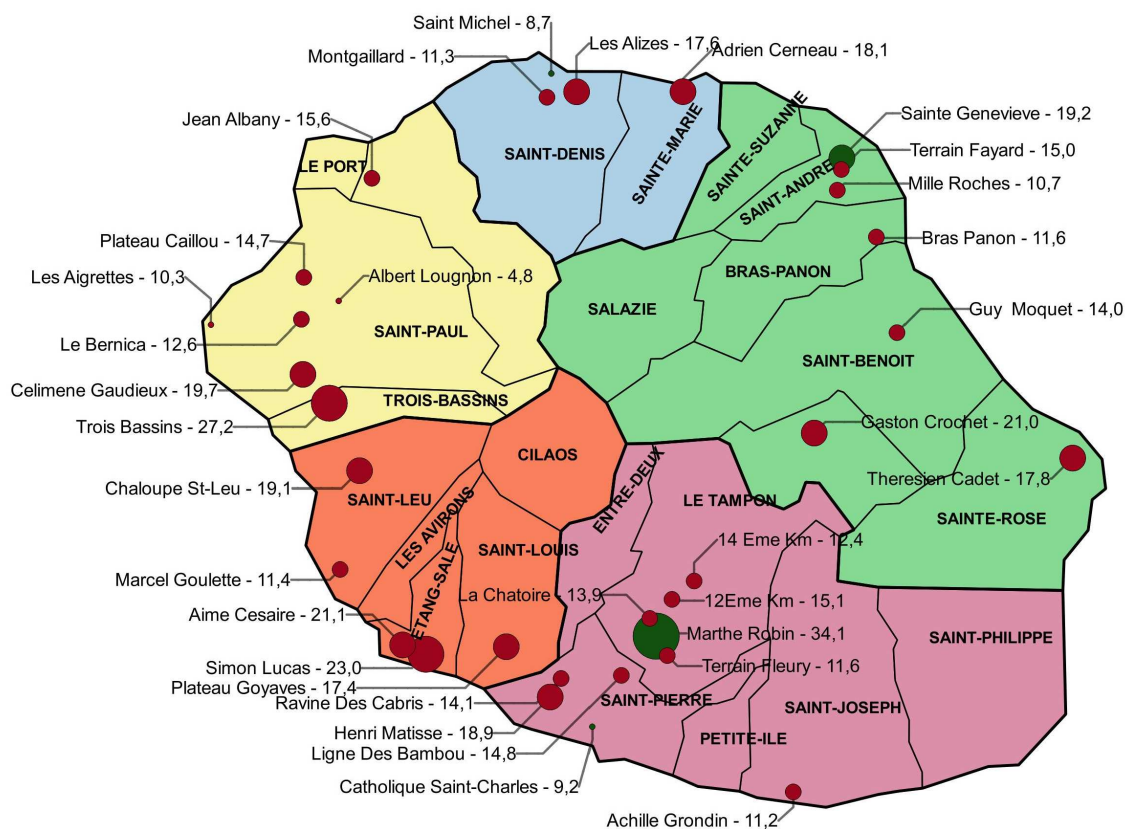 Saint Michel - 8,7
Les Alizes - 17,6
Adrien Cerneau - 18,1
Montgaillard - 11,3
Jean Albany - 15,6
Sainte Genevieve - 19,2
Terrain Fayard - 15,0
Mille Roches - 10,7
LE PORT
SAINT-DENIS
SAINTE-MARIE
SAINTE-SUZANNE
SAINT-ANDRE
Plateau Caillou - 14,7
Bras Panon - 11,6
Les Aigrettes - 10,3
Albert Lougnon - 4,8
BRAS-PANON
SALAZIE
Guy Moquet - 14,0
SAINT-PAUL
Le Bernica - 12,6
SAINT-BENOIT
Celimene Gaudieux - 19,7
TROIS-BASSINS
Trois Bassins - 27,2
Gaston Crochet - 21,0
CILAOS
Chaloupe St-Leu - 19,1
SAINT-LEU
ENTRE-DEUX
LE TAMPON
Theresien Cadet - 17,8
SAINTE-ROSE
LES AVIRONS
SAINT-LOUIS
14 Eme Km - 12,4
Marcel Goulette - 11,4
ETANG-SALE
La Chatoire - 13,9
12Eme Km - 15,1
Aime Cesaire - 21,1
Marthe Robin - 34,1
SAINT-PHILIPPE
Simon Lucas - 23,0
Terrain Fleury - 11,6
Plateau Goyaves - 17,4
Ravine Des Cabris - 14,1
SAINT-PIERRE
SAINT-JOSEPH
Henri Matisse - 18,9
PETITE-ILE
Ligne Des Bambou - 14,8
Catholique Saint-Charles - 9,2
Achille Grondin - 11,2